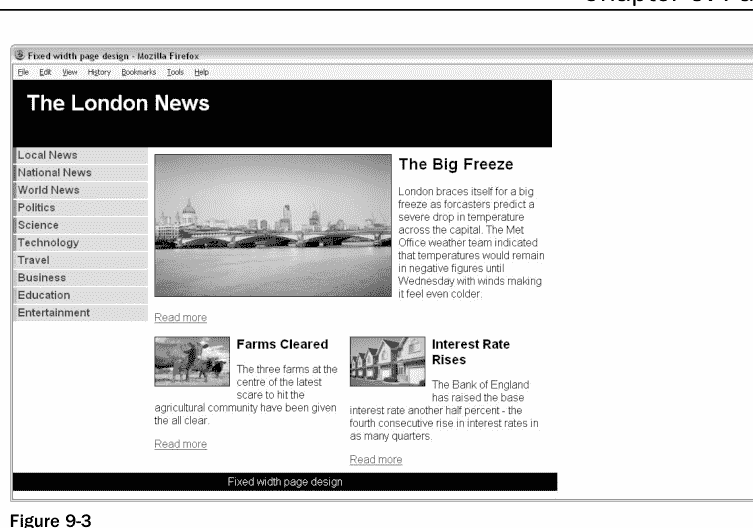 Fixed width page design - Mozilla Firefox
File Edit View History Bookmarks Tools Help
The London News
Local News
National News
World News
Politics
Science
Technology
Travel
Business
Education
Entertainment
The Big Freeze
London braces itself for a big
freeze as forcasters predict a
severe drop in temperature
across the capital. The Met
Office weather team indicated
that temperatures would remain
in negative figures until
Wednesday with winds making
it feel even colder.
Read more
Farms Cleared
The three farms at the
centre of the latest
scare to hit the
agricultural community have been given
the all clear.
Read more
Interest Rate
Rises
The Bank of England
has raised the base
interest rate another half percent - the
fourth consecutive rise in interest rates in
as many quarters.
Read more
Fixed width page design
Figure 9-3